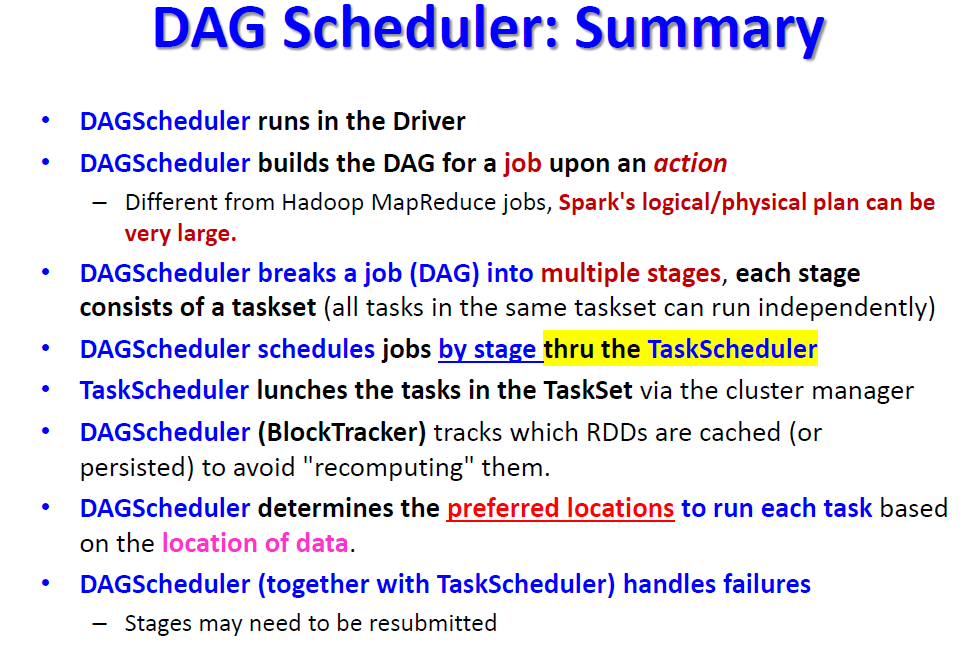 DAG Scheduler: Summary
• DAGScheduler runs in the Driver
• DAGScheduler builds the DAG for a job upon an action
– Different from Hadoop MapReduce jobs, Spark's logical/physical plan can be
very large.
• DAGScheduler breaks a job (DAG) into multiple stages, each stage
consists of a taskset (all tasks in the same taskset can run independently)
• DAGScheduler schedules jobs by stage thru the TaskScheduler
• TaskScheduler lunches the tasks in the TaskSet via the cluster manager
• DAGScheduler (BlockTracker) tracks which RDDs are cached (or
persisted) to avoid "recomputing" them.
• DAGScheduler determines the preferred locations to run each task based
on the location of data.
• DAGScheduler (together with TaskScheduler) handles failures
– Stages may need to be resubmitted